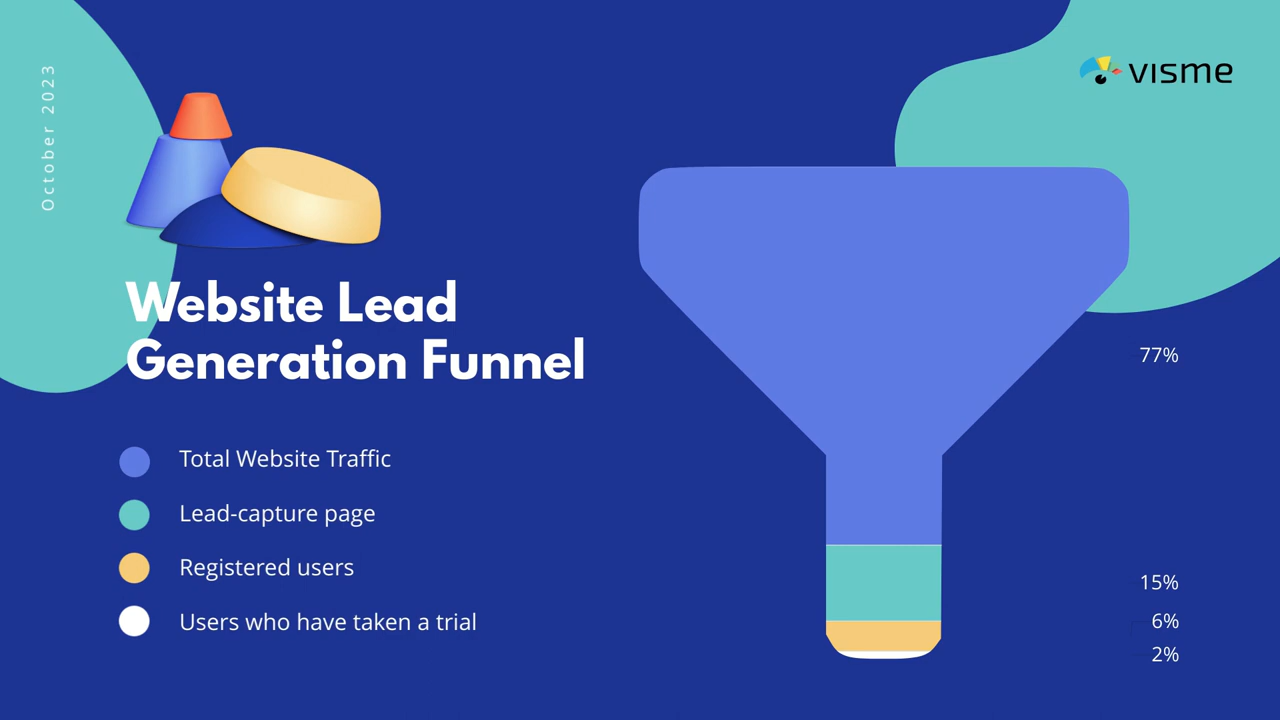 October 2023
vısme
Website Lead
Generation Funnel
Total Website Traffic
Lead-capture page
Registered users
Users who have taken a trial
77%
15%
6%
2%